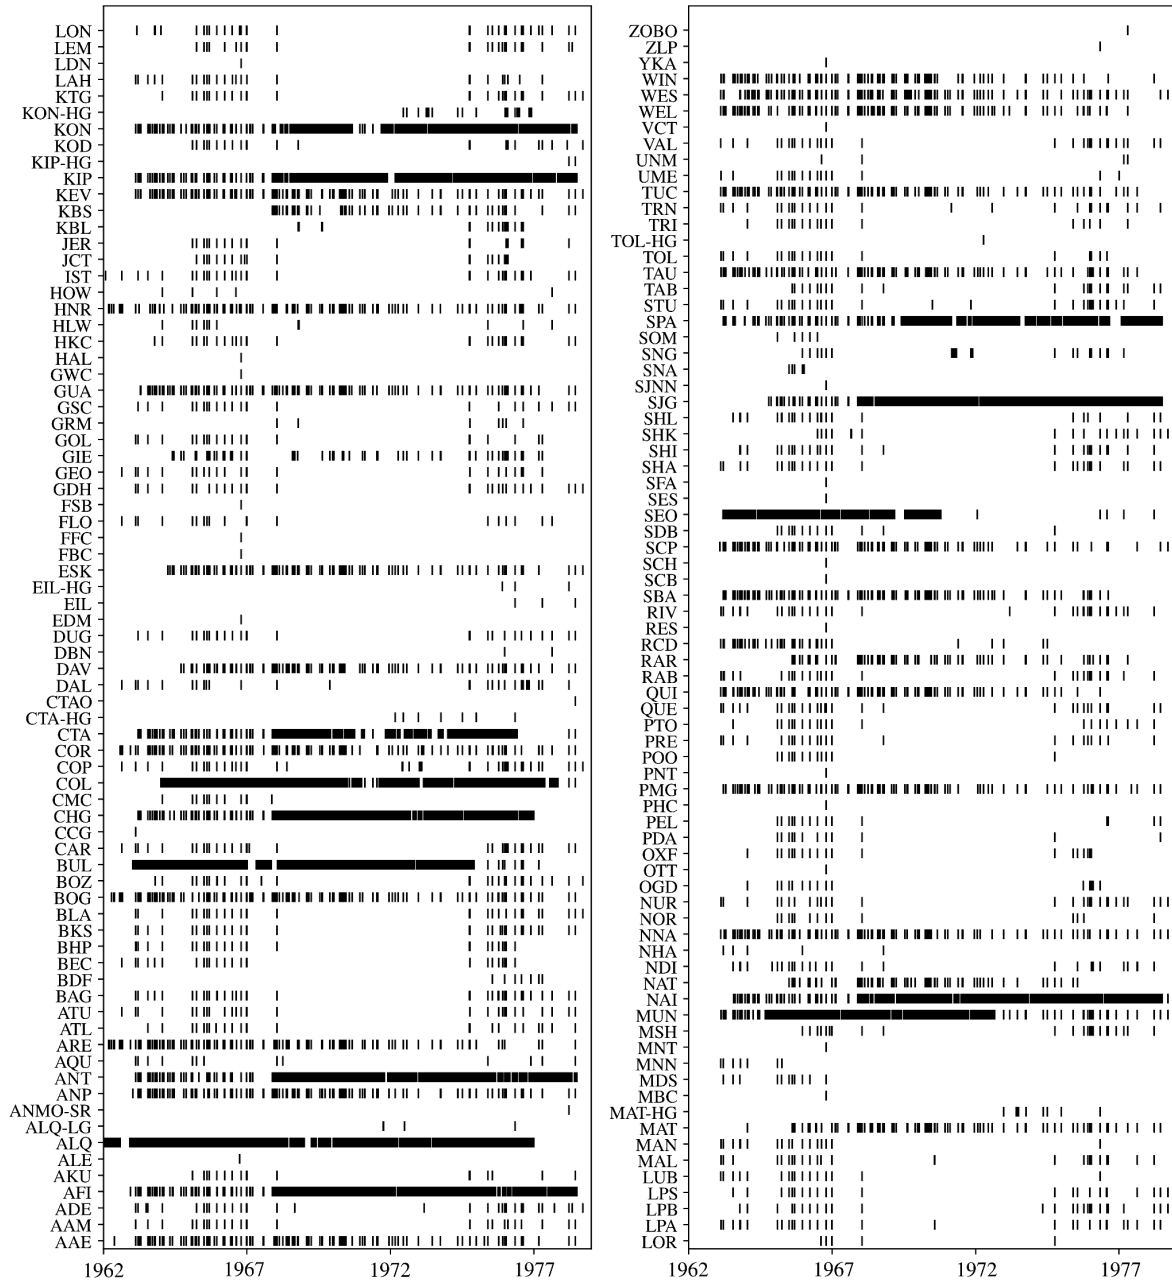 LON
LEM
LDN
LAH
KTG
KON-HG
KON
KOD
KIP-HG
KIP
KEV
KBS
KBL
JER
JCT
IST
HOW
HNR
HLW
HKC
HAL
GWC
GUA
GSC
GRM
GOL
GIE
GEO
GDH
FSB
FLO
FFC
FBC
ESK
EIL-HG
EIL
EDM
DUG
DBN
DAV
DAL
CTAO
CTA-HG
CTA
COR
COP
COL
CMC
CHG
CCG
CAR
BUL
BOZ
BOG
BLA
BKS
BHP
BEC
BDF
BAG
ATU
ATL
ARE
AQU
ANT
ANP
ANMO-SR
ALQ-LG
ALQ
ALE
AKU
AFI
ADE
AAM
AAE
1962 1967 1972 1977
ZOBO
ZLP
YKA
WIN
WES
WEL
VCT
VAL
UNM
UME
TUC
TRN
TRI
TOL-HG
TOL
TAU
TAB
STU
SPA
SOM
SNG
SNA
SJNN
SJG
SHL
SHK
SHI
SHA
SFA
SES
SEO
SDB
SCP
SCH
SCB
SBA
RIV
RES
RCD
RAR
RAB
QUI
QUE
PTO
PRE
POO
PNT
PMG
PHC
PEL
PDA
OXF
OTT
OGD
NUR
NOR
NNA
NHA
NDI
NAT
NAI
MUN
MSH
MNT
MNN
MDS
MBC
MAT-HG
MAT
MAN
MAL
LUB
LPS
LPB
LPA
LOR
1962 1967 1972 1977